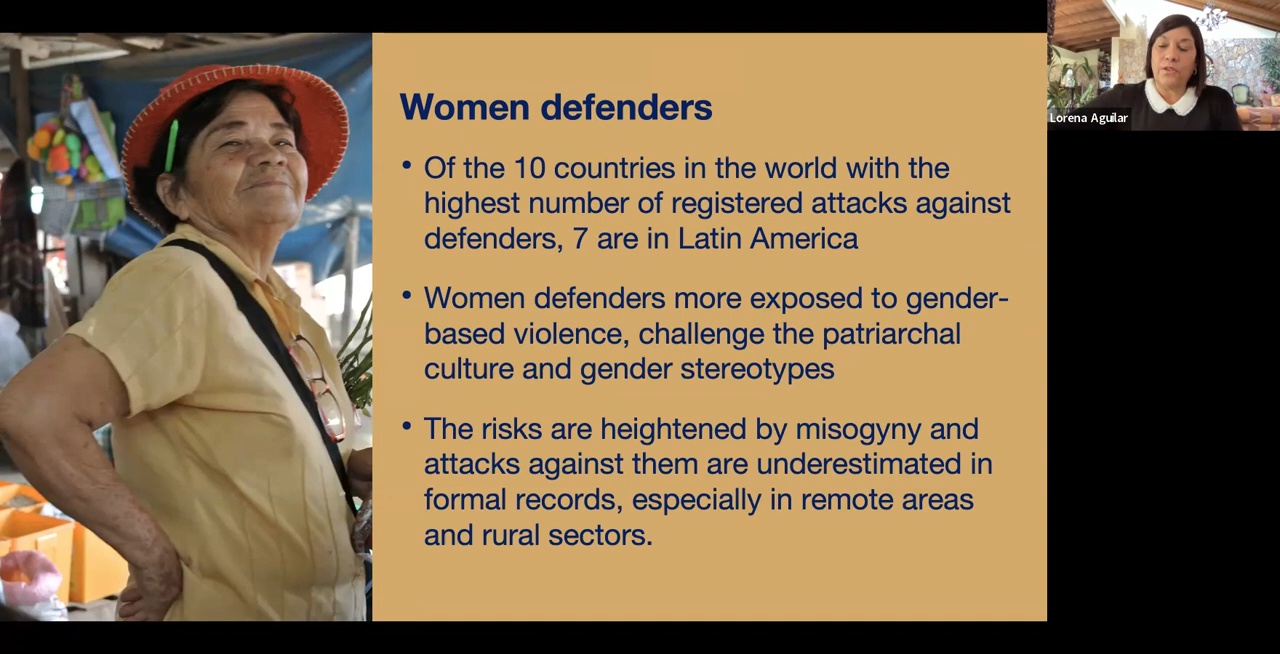 Women defenders
• Of the 10 countries in the world with the
highest number of registered attacks against
defenders, 7 are in Latin America
• Women defenders more exposed to gender-
based violence, challenge the patriarchal
culture and gender stereotypes
• The risks are heightened by misogyny and
attacks against them are underestimated in
formal records, especially in remote areas
and rural sectors.
Lorena Aguilar